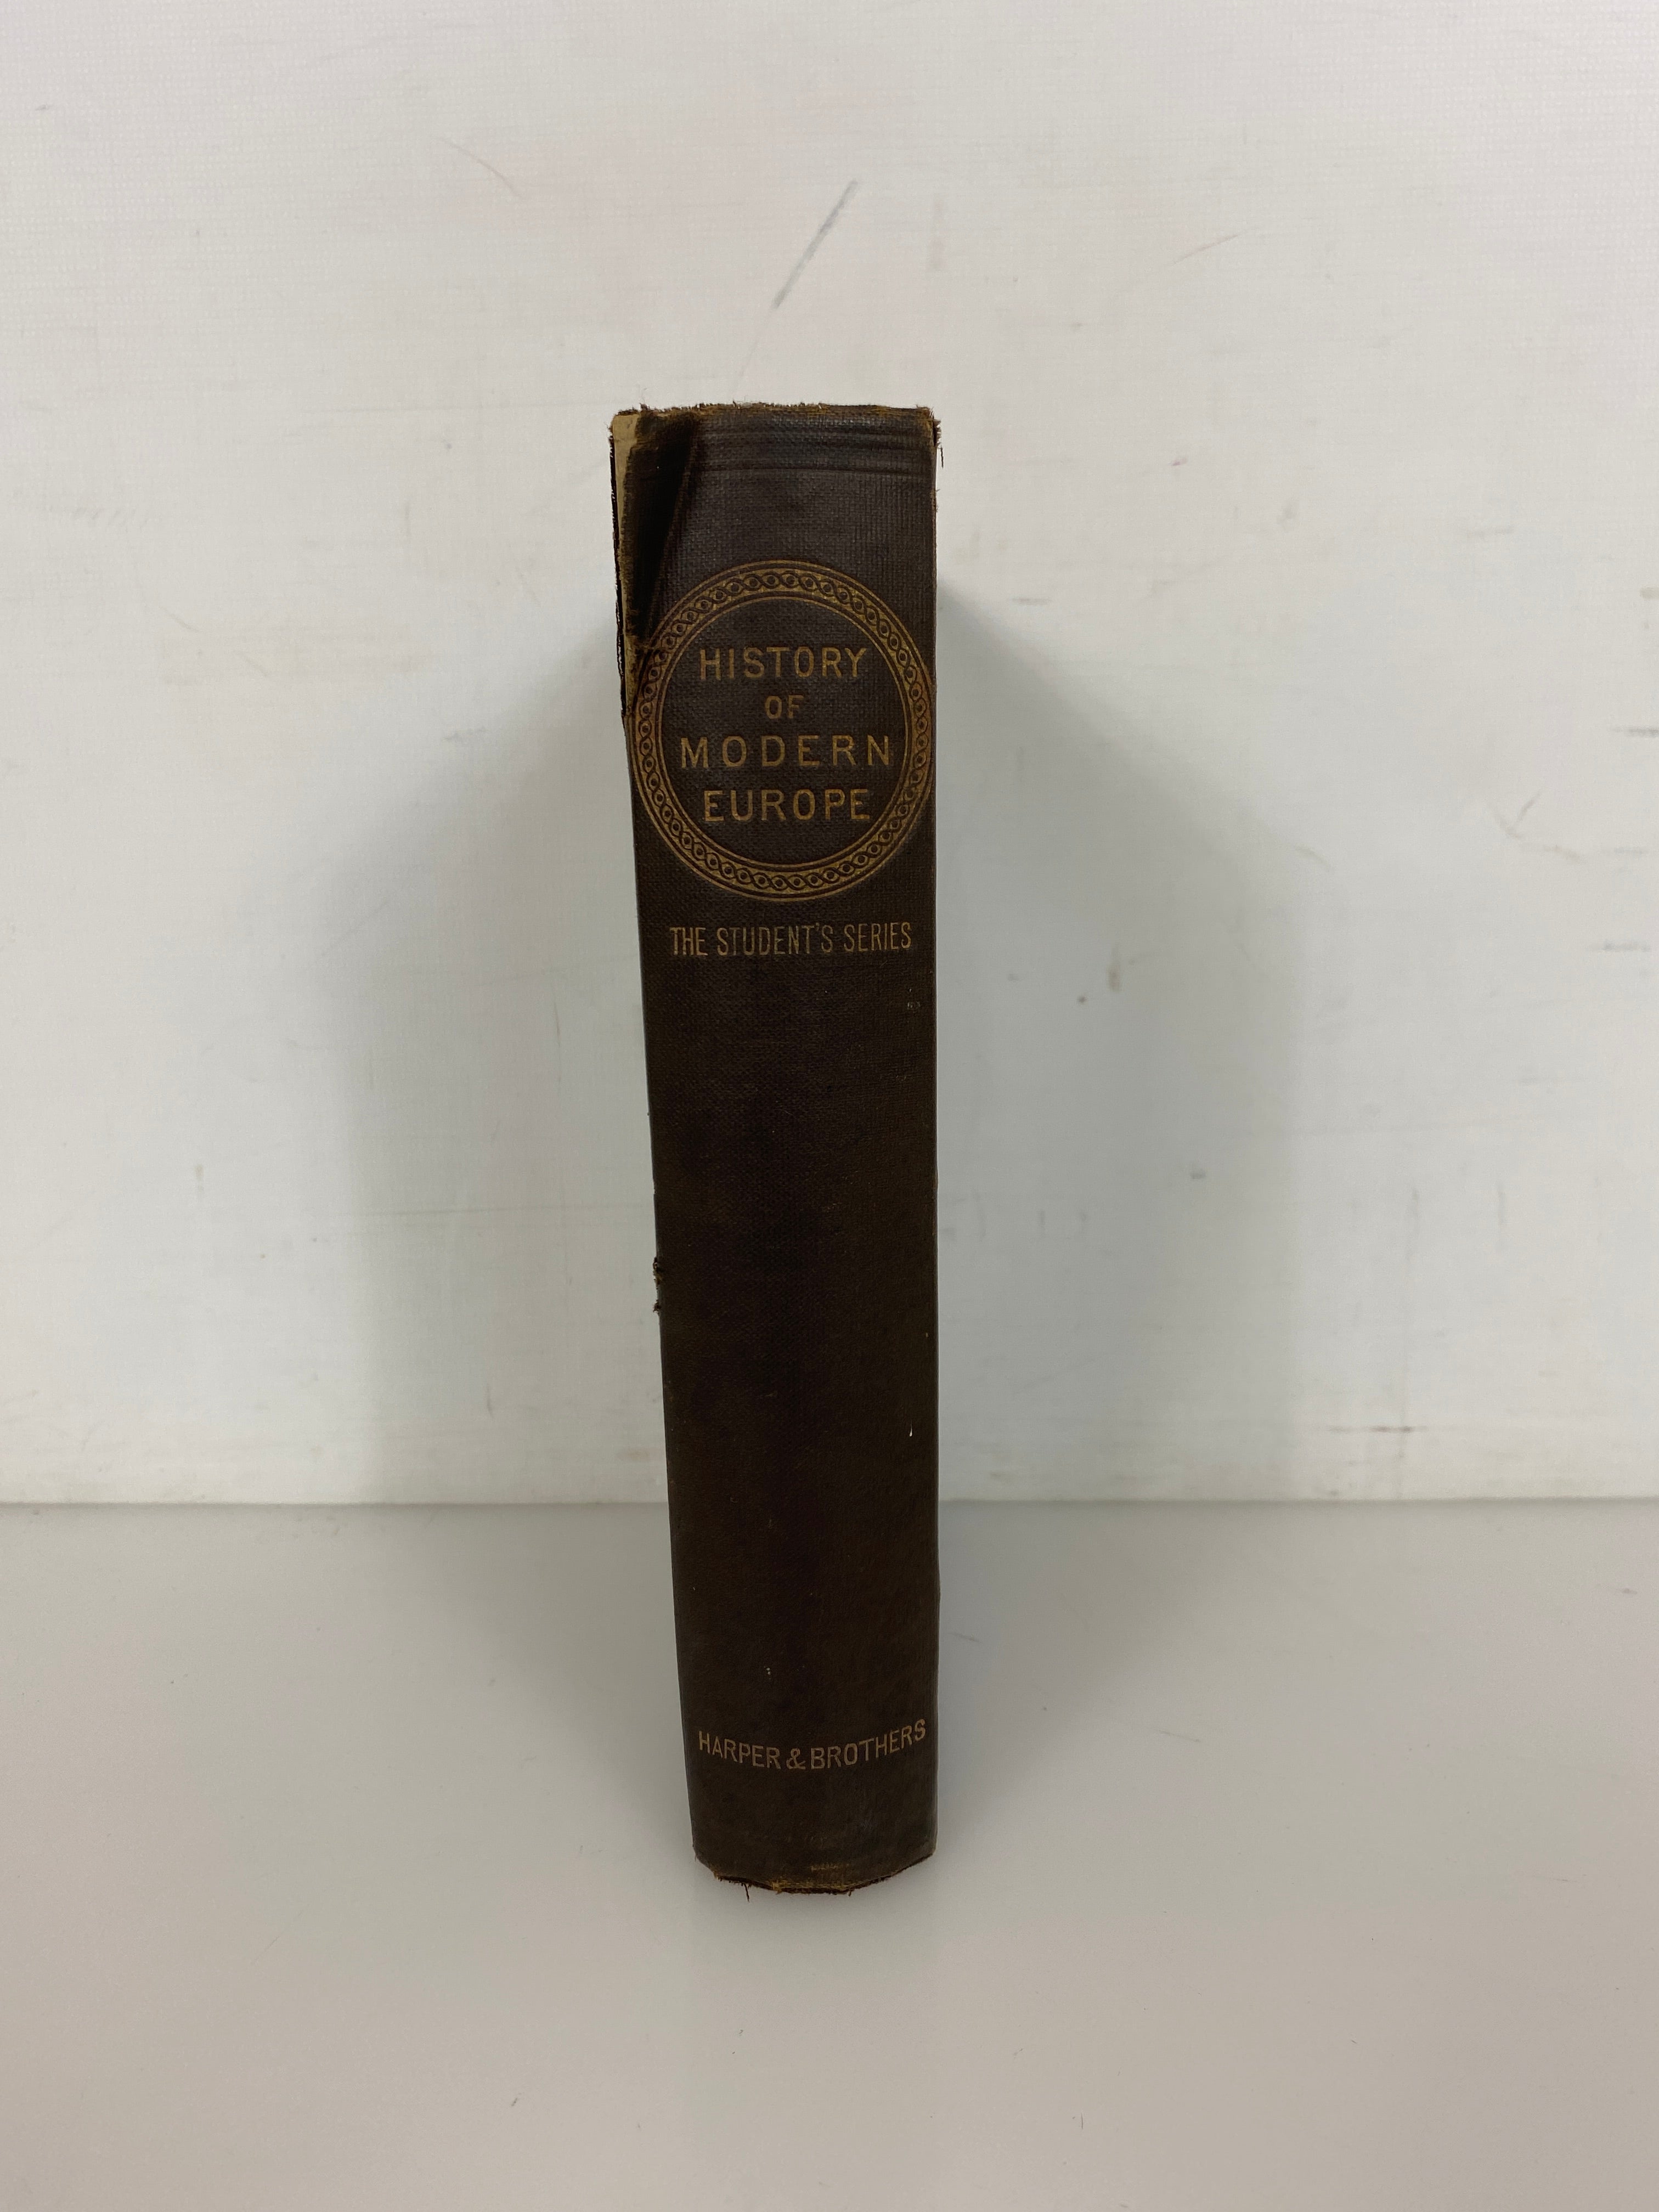 HISTORY
OF
MODERN
EUROPE
THE STUDENT'S SERIES
HARPER & BROTHERS